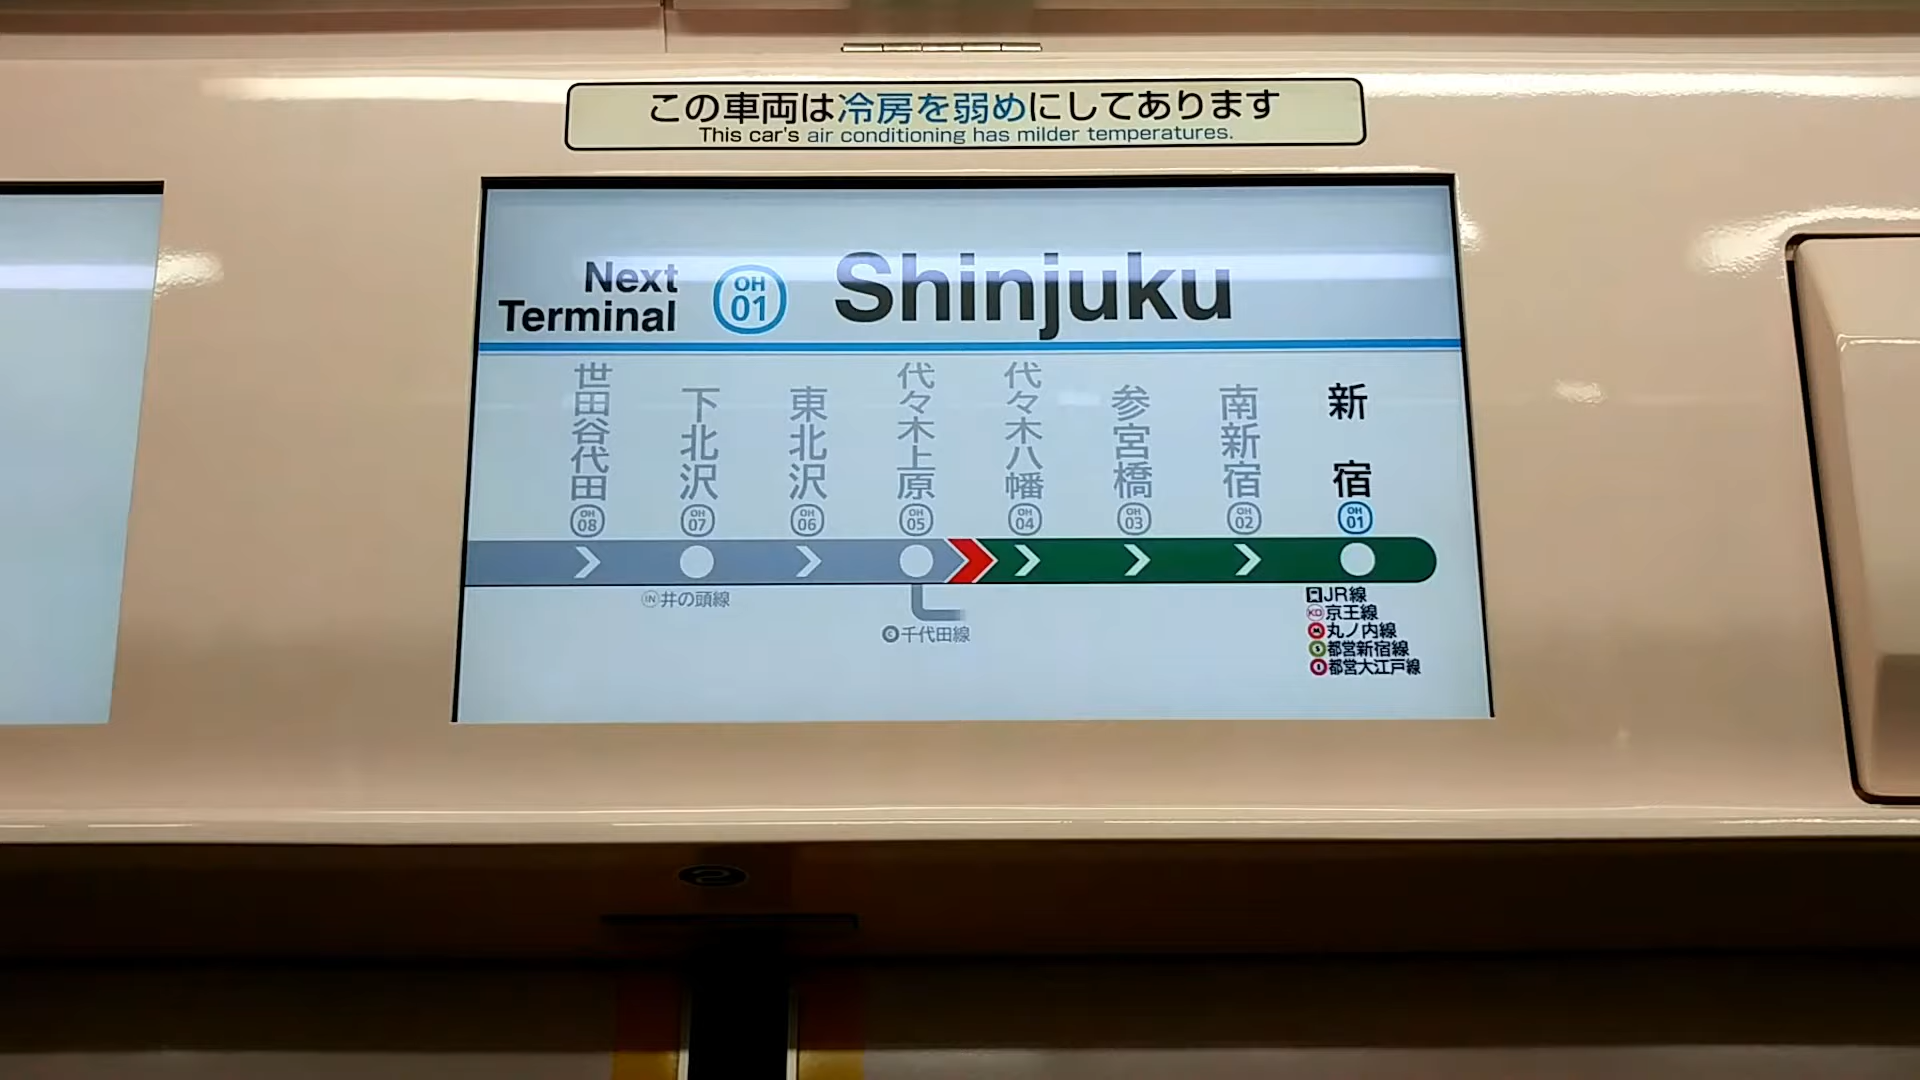 この車両は冷房を弱めにしてあります
This car's air conditioning has milder temperatures.
Next
Terminal
OH
01
Shinjuku
世田谷代田
下北沢
東北沢
代々木上原
代々木八幡
参宮橋
南新宿
新宿
OH
08
OH
07
OH
06
OH
05
OH
04
OH
03
OH
02
OH
01
IN 井の頭線
C 千代田線
JR線
KO 京王線
M 丸ノ内線
S 都営新宿線
都営大江戸線